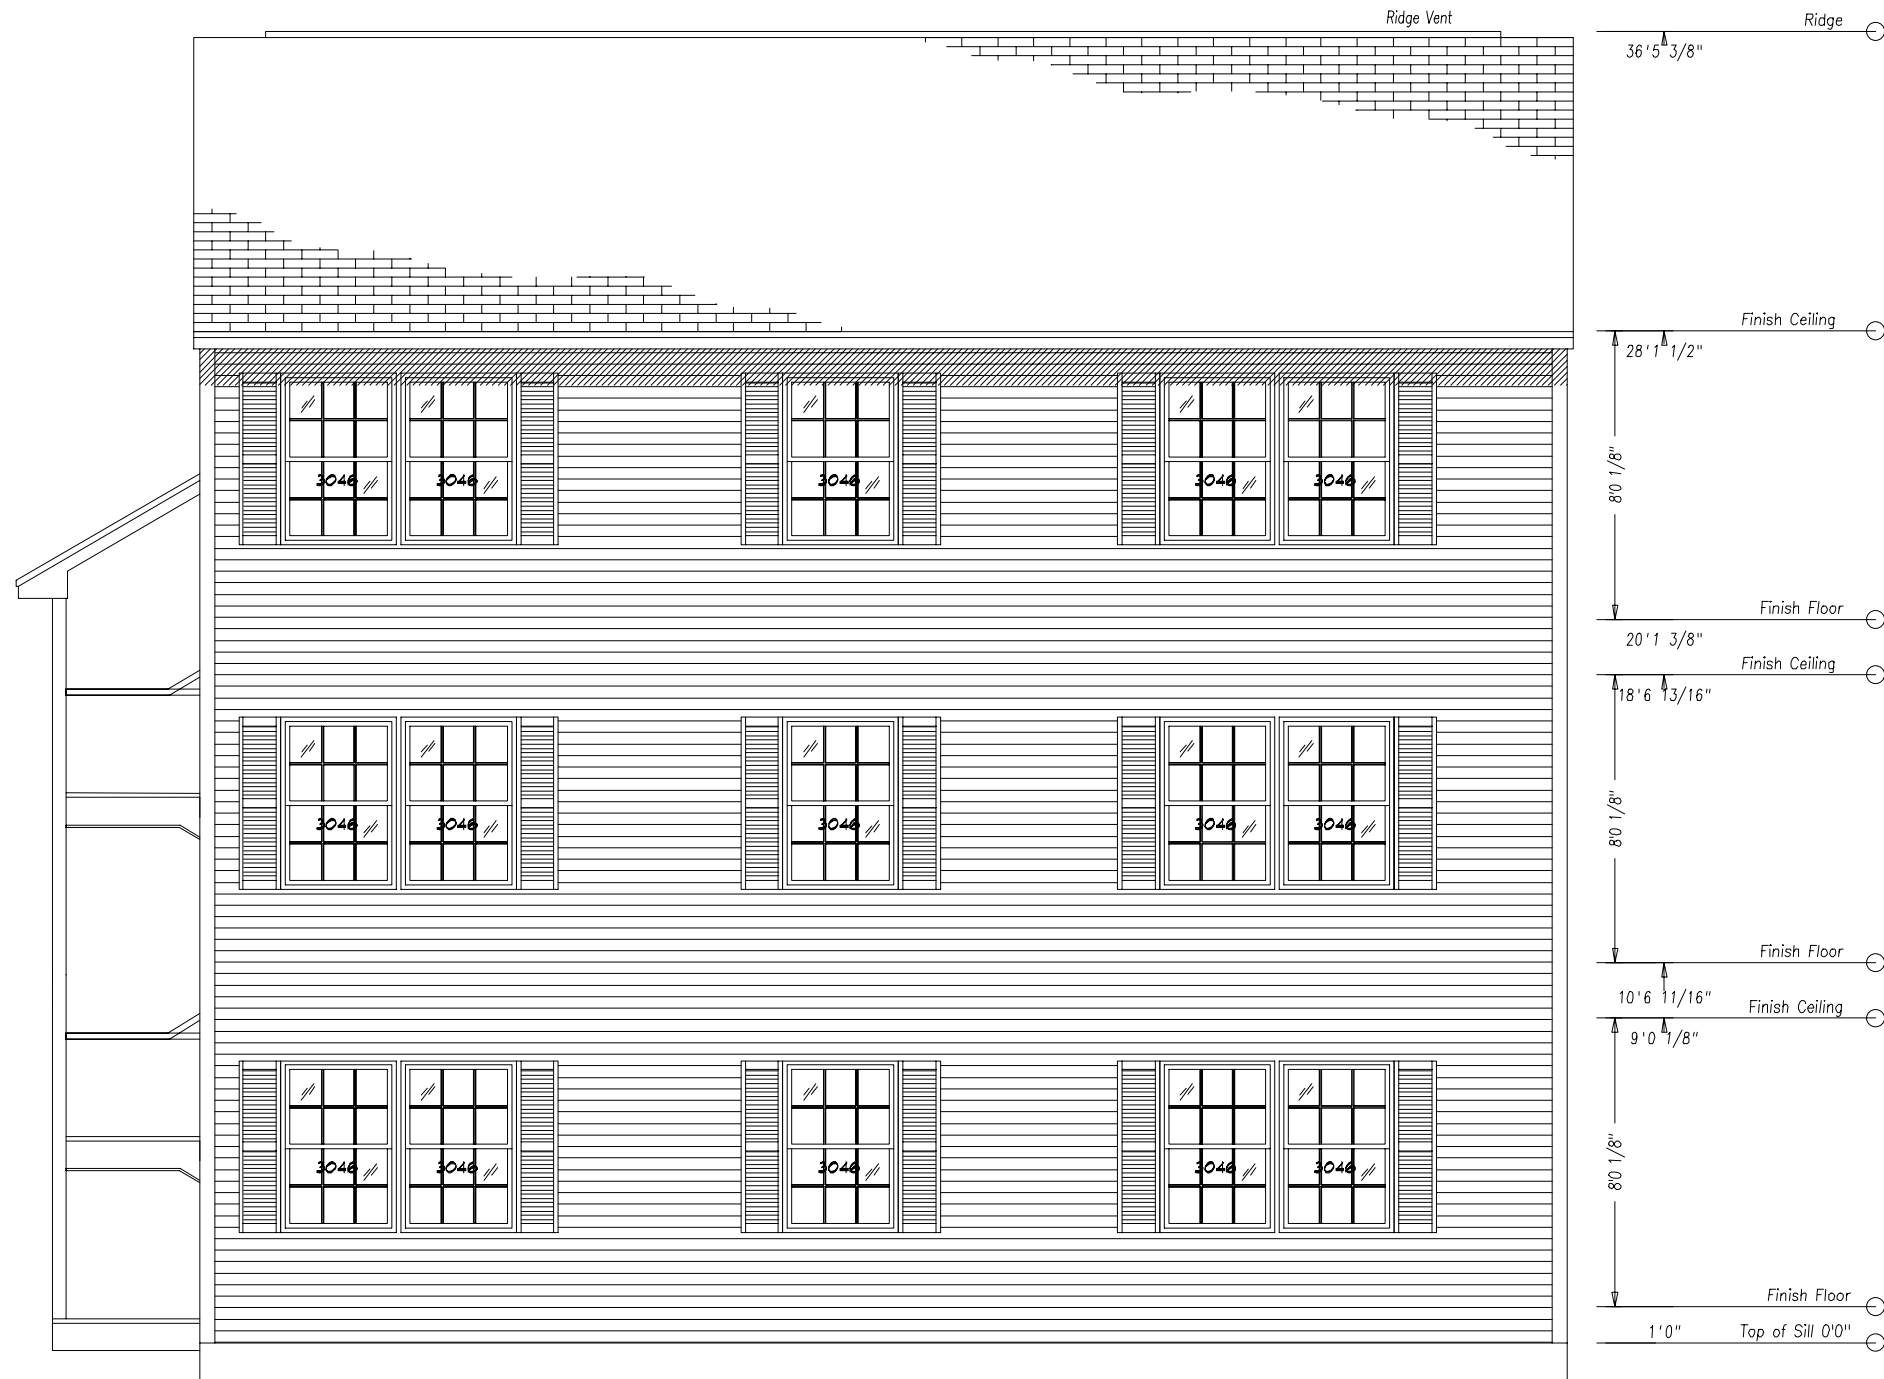 Ridge Vent
Ridge
36'5 3/8"
Finish Ceiling
28'1 1/2"
8'0 1/8"
3046 3046 3046 3046 3046
Finish Floor
20'1 3/8"
Finish Ceiling
18'6 13/16"
8'0 1/8"
3046 3046 3046 3046 3046
Finish Floor
10'6 11/16"
Finish Ceiling
9'0 1/8"
8'0 1/8"
3046 3046 3046 3046 3046
Finish Floor
1'0" Top of Sill 0'0"